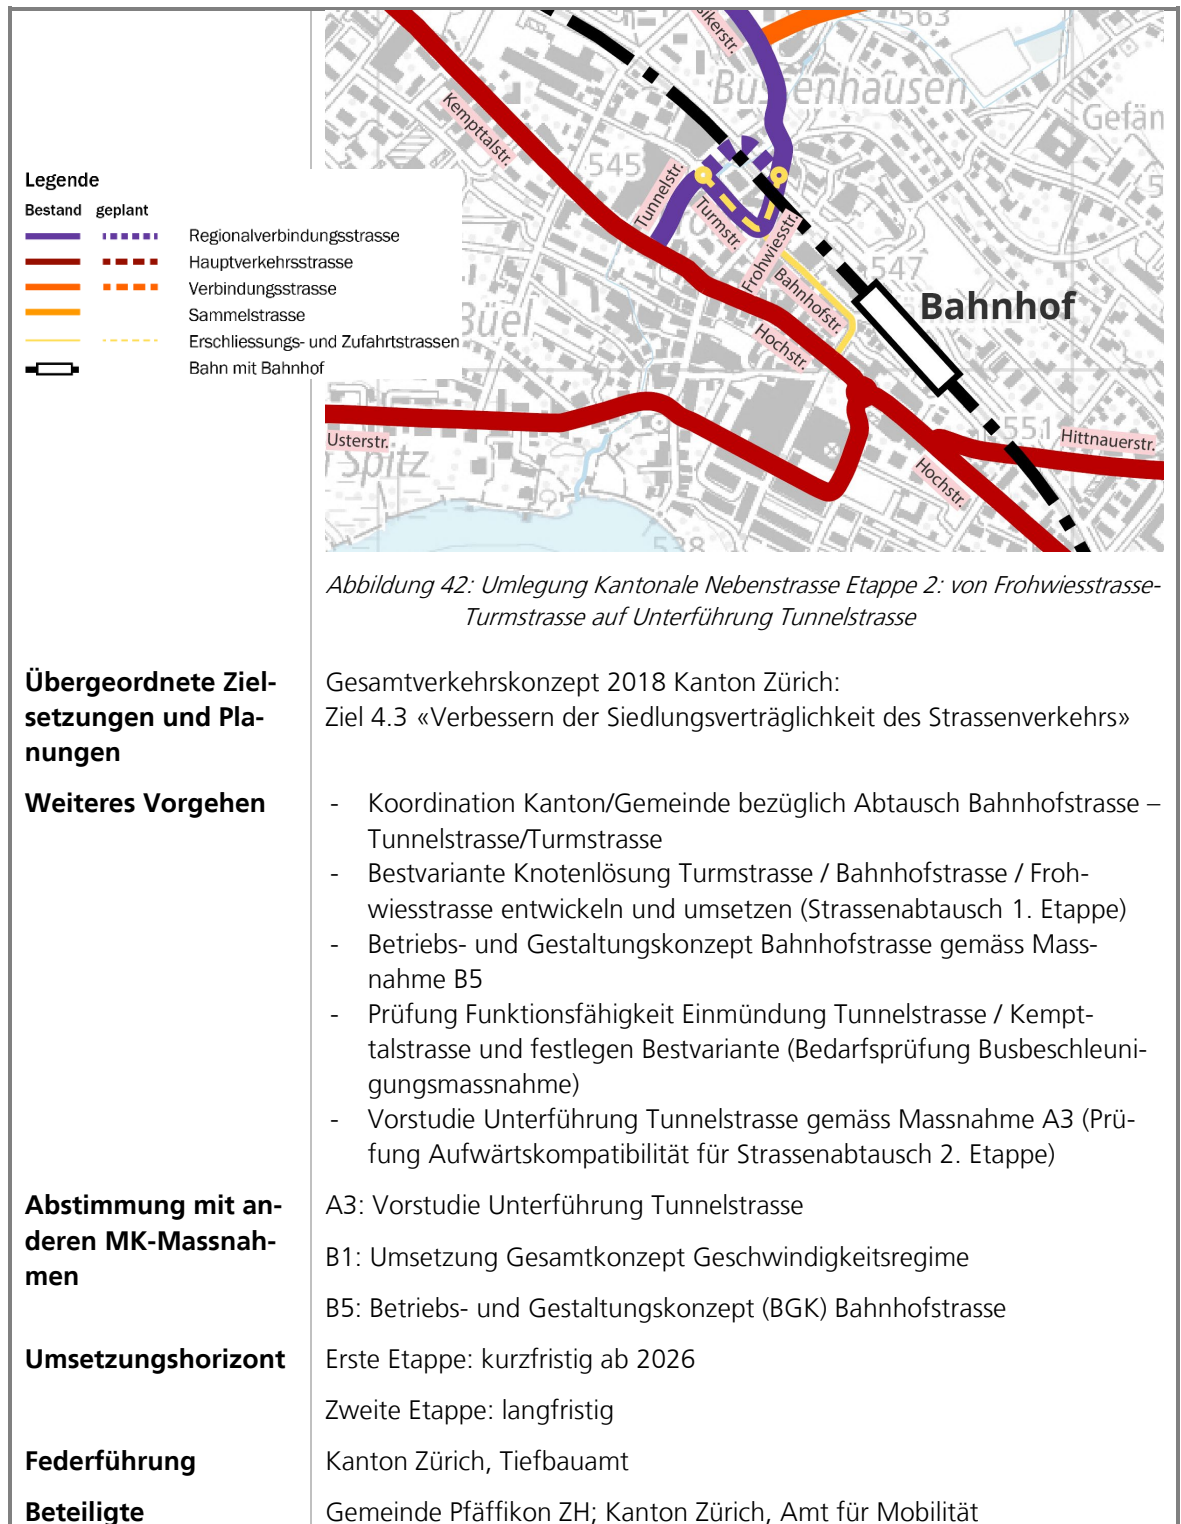 sikerstr.
563
Bussenhausen
Gefän
Kempttalstr.
545
Tunnelstr.
Turmstr.
Frohwiesstr.
547
Bahnhofstr.
Bahnhof
Büel
Hochstr.
551
Hittnauerstr.
Usterstr.
Spitz
Hochstr.
538
Legende
Bestand geplant
Regionalverbindungsstrasse
Hauptverkehrsstrasse
Verbindungsstrasse
Sammelstrasse
Erschliessungs- und Zufahrtstrassen
Bahn mit Bahnhof
Abbildung 42: Umlegung Kantonale Nebenstrasse Etappe 2: von Frohwiesstrasse-
Turmstrasse auf Unterführung Tunnelstrasse
Übergeordnete Ziel-
setzungen und Pla-
nungen
Gesamtverkehrskonzept 2018 Kanton Zürich:
Ziel 4.3 «Verbessern der Siedlungsverträglichkeit des Strassenverkehrs»
Weiteres Vorgehen
- Koordination Kanton/Gemeinde bezüglich Abtausch Bahnhofstrasse –
Tunnelstrasse/Turmstrasse
- Bestvariante Knotenlösung Turmstrasse / Bahnhofstrasse / Froh-
wiesstrasse entwickeln und umsetzen (Strassenabtausch 1. Etappe)
- Betriebs- und Gestaltungskonzept Bahnhofstrasse gemäss Mass-
nahme B5
- Prüfung Funktionsfähigkeit Einmündung Tunnelstrasse / Kempt-
talstrasse und festlegen Bestvariante (Bedarfsprüfung Busbeschleuni-
gungsmassnahme)
- Vorstudie Unterführung Tunnelstrasse gemäss Massnahme A3 (Prü-
fung Aufwärtskompatibilität für Strassenabtausch 2. Etappe)
Abstimmung mit an-
deren MK-Massnah-
men
A3: Vorstudie Unterführung Tunnelstrasse
B1: Umsetzung Gesamtkonzept Geschwindigkeitsregime
B5: Betriebs- und Gestaltungskonzept (BGK) Bahnhofstrasse
Umsetzungshorizont
Erste Etappe: kurzfristig ab 2026
Zweite Etappe: langfristig
Federführung
Kanton Zürich, Tiefbauamt
Beteiligte
Gemeinde Pfäffikon ZH; Kanton Zürich, Amt für Mobilität